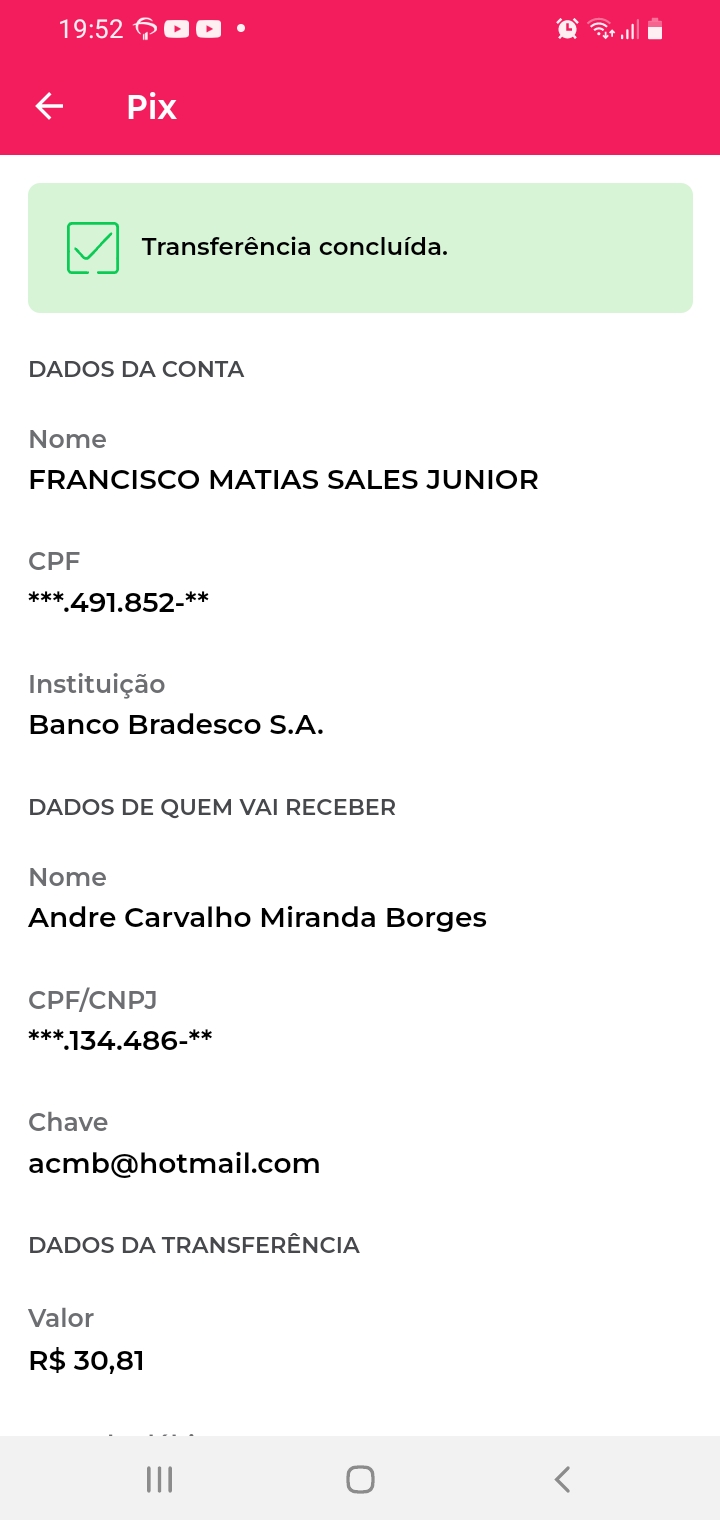 19:52
Pix
Transferência concluída.
DADOS DA CONTA
Nome
FRANCISCO MATIAS SALES JUNIOR
CPF
***.491.852-**
Instituição
Banco Bradesco S.A.
DADOS DE QUEM VAI RECEBER
Nome
Andre Carvalho Miranda Borges
CPF/CNPJ
***.134.486-**
Chave
acmb@hotmail.com
DADOS DA TRANSFERÊNCIA
Valor
R$ 30,81